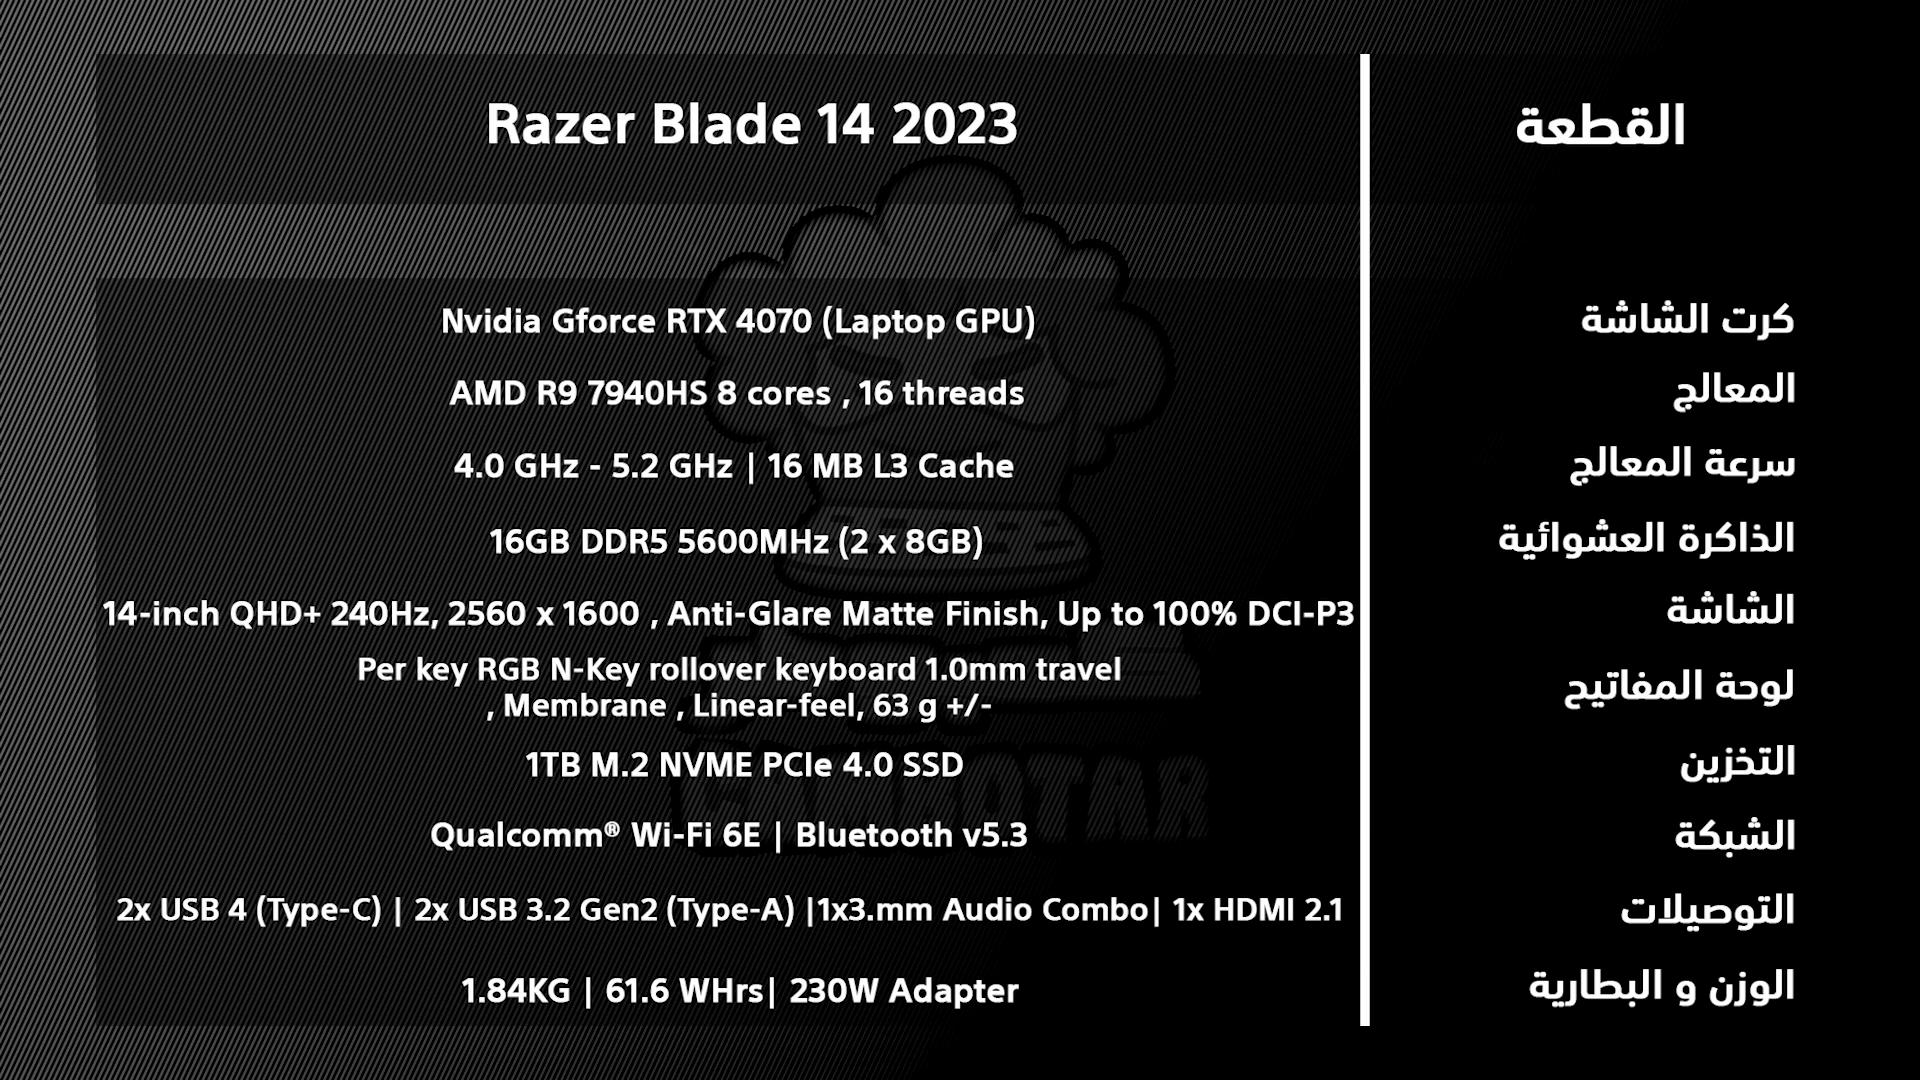 القطعة
Razer Blade 14 2023
كرت الشاشة
Nvidia Gforce RTX 4070 (Laptop GPU)
المعالج
AMD R9 7940HS 8 cores , 16 threads
سرعة المعالج
4.0 GHz - 5.2 GHz | 16 MB L3 Cache
الذاكرة العشوائية
16GB DDR5 5600MHz (2 x 8GB)
الشاشة
14-inch QHD+ 240Hz, 2560 x 1600 , Anti-Glare Matte Finish, Up to 100% DCI-P3
لوحة المفاتيح
Per key RGB N-Key rollover keyboard 1.0mm travel
, Membrane , Linear-feel, 63 g +/-
التخزين
1TB M.2 NVME PCIe 4.0 SSD
الشبكة
Qualcomm® Wi-Fi 6E | Bluetooth v5.3
التوصيلات
2x USB 4 (Type-C) | 2x USB 3.2 Gen2 (Type-A) |1x3.mm Audio Combo| 1x HDMI 2.1
الوزن و البطارية
1.84KG | 61.6 WHrs| 230W Adapter